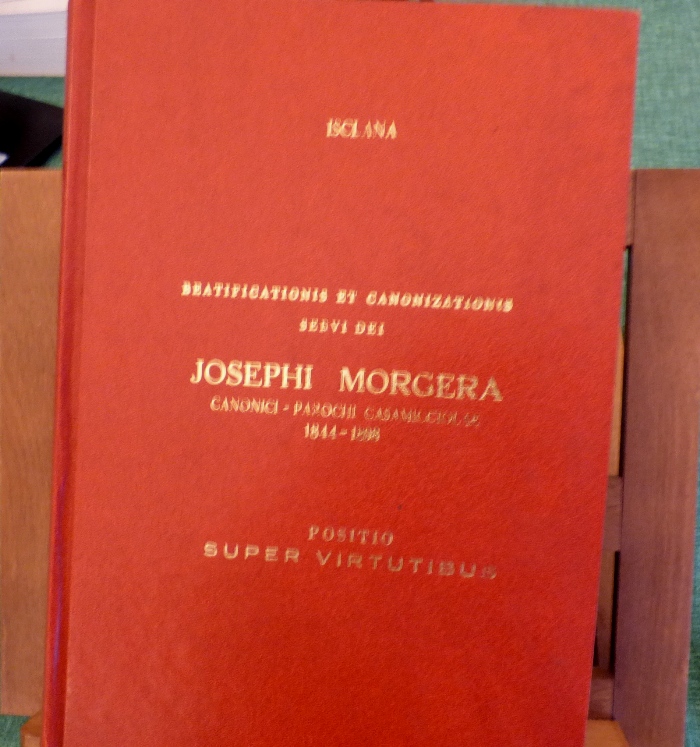 ISCLANA
BEATIFICATIONIS ET CANONIZATIONIS
SERVI DEI
JOSEPHI MORGERA
CANONICI - PAROCHI
1844 - 1898
POSITIO
SUPER VIRTUTIBUS